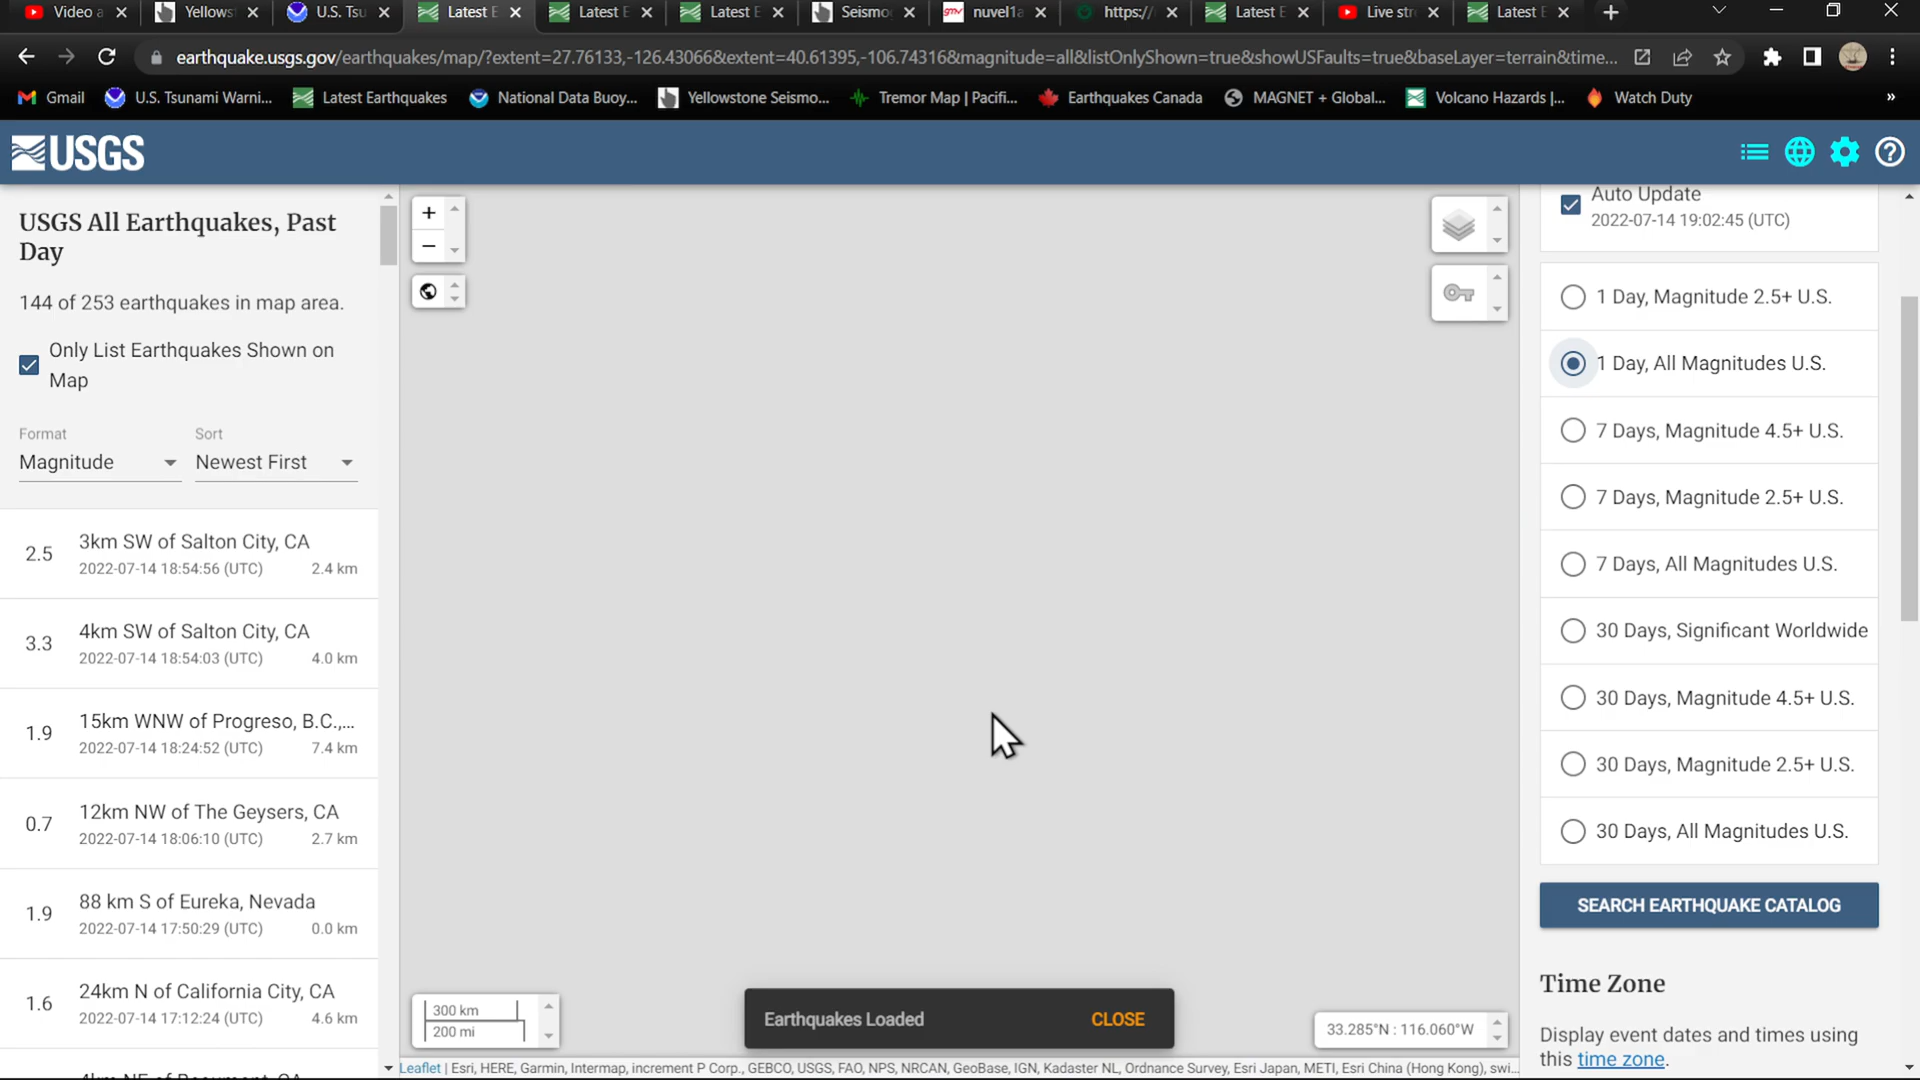 Video a
Yellows
U.S. Tsu
Latest E
Latest E
Latest E
Seismo
nuvel1a
https:/
Latest E
Live str
Latest E
earthquake.usgs.gov/earthquakes/map/?extent=27.76133,-126.43066&extent=40.61395,-106.74316&magnitude=all&listOnlyShown=true&showUSFaults=true&baseLayer=terrain&time...
Gmail
U.S. Tsunami Warni...
Latest Earthquakes
National Data Buoy...
Yellowstone Seismo...
Tremor Map | Pacifi...
Earthquakes Canada
MAGNET + Global...
Volcano Hazards |...
Watch Duty
USGS
USGS All Earthquakes, Past
Day
144 of 253 earthquakes in map area.
Only List Earthquakes Shown on
Map
Format
Sort
Magnitude
Newest First
2.5
3km SW of Salton City, CA
2022-07-14 18:54:56 (UTC)
2.4 km
3.3
4km SW of Salton City, CA
2022-07-14 18:54:03 (UTC)
4.0 km
1.9
15km WNW of Progreso, B.C.,...
2022-07-14 18:24:52 (UTC)
7.4 km
0.7
12km NW of The Geysers, CA
2022-07-14 18:06:10 (UTC)
2.7 km
1.9
88 km S of Eureka, Nevada
2022-07-14 17:50:29 (UTC)
0.0 km
1.6
24km N of California City, CA
2022-07-14 17:12:24 (UTC)
4.6 km
4km NE of Beaumont, CA
300 km
200 mi
Earthquakes Loaded
CLOSE
33.285°N : 116.060°W
Leaflet | Esri, HERE, Garmin, Intermap, increment P Corp., GEBCO, USGS, FAO, NPS, NRCAN, GeoBase, IGN, Kadaster NL, Ordnance Survey, Esri Japan, METI, Esri China (Hong Kong), swi...
Auto Update
2022-07-14 19:02:45 (UTC)
1 Day, Magnitude 2.5+ U.S.
1 Day, All Magnitudes U.S.
7 Days, Magnitude 4.5+ U.S.
7 Days, Magnitude 2.5+ U.S.
7 Days, All Magnitudes U.S.
30 Days, Significant Worldwide
30 Days, Magnitude 4.5+ U.S.
30 Days, Magnitude 2.5+ U.S.
30 Days, All Magnitudes U.S.
SEARCH EARTHQUAKE CATALOG
Time Zone
Display event dates and times using
this time zone.